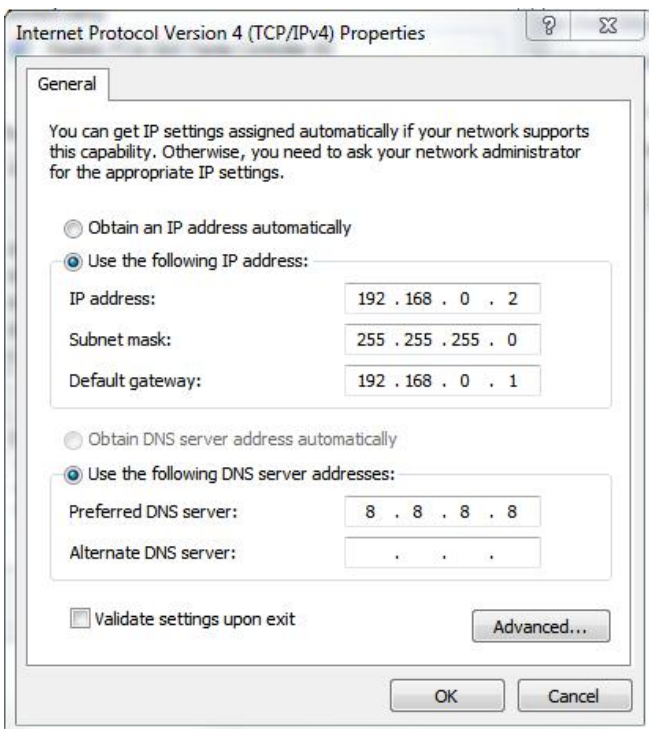 Internet Protocol Version 4 (TCP/IPv4) Properties
General
You can get IP settings assigned automatically if your network supports
this capability. Otherwise, you need to ask your network administrator
for the appropriate IP settings.
Obtain an IP address automatically
Use the following IP address:
IP address: 192 . 168 . 0 . 2
Subnet mask: 255 . 255 . 255 . 0
Default gateway: 192 . 168 . 0 . 1
Obtain DNS server address automatically
Use the following DNS server addresses:
Preferred DNS server: 8 . 8 . 8 . 8
Alternate DNS server: . . .
Validate settings upon exit
Advanced...
OK Cancel